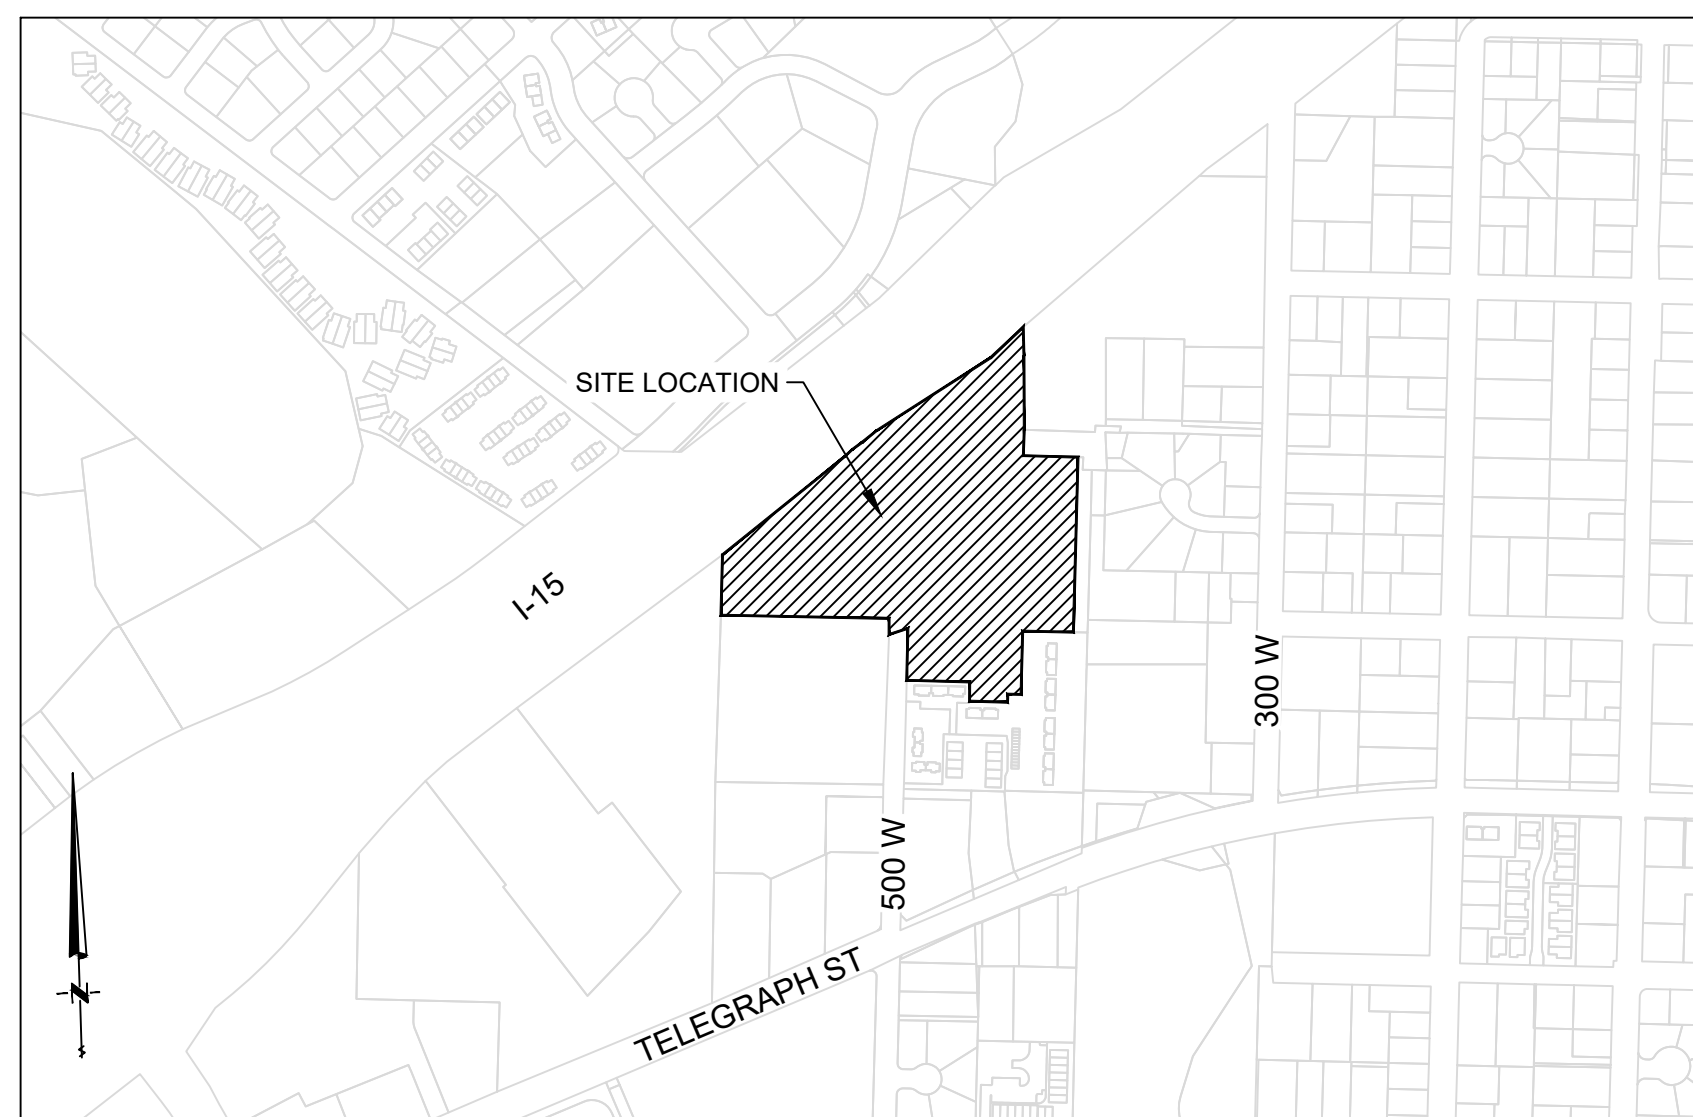 SITE LOCATION
I-15
300 W
500 W
TELEGRAPH ST
N